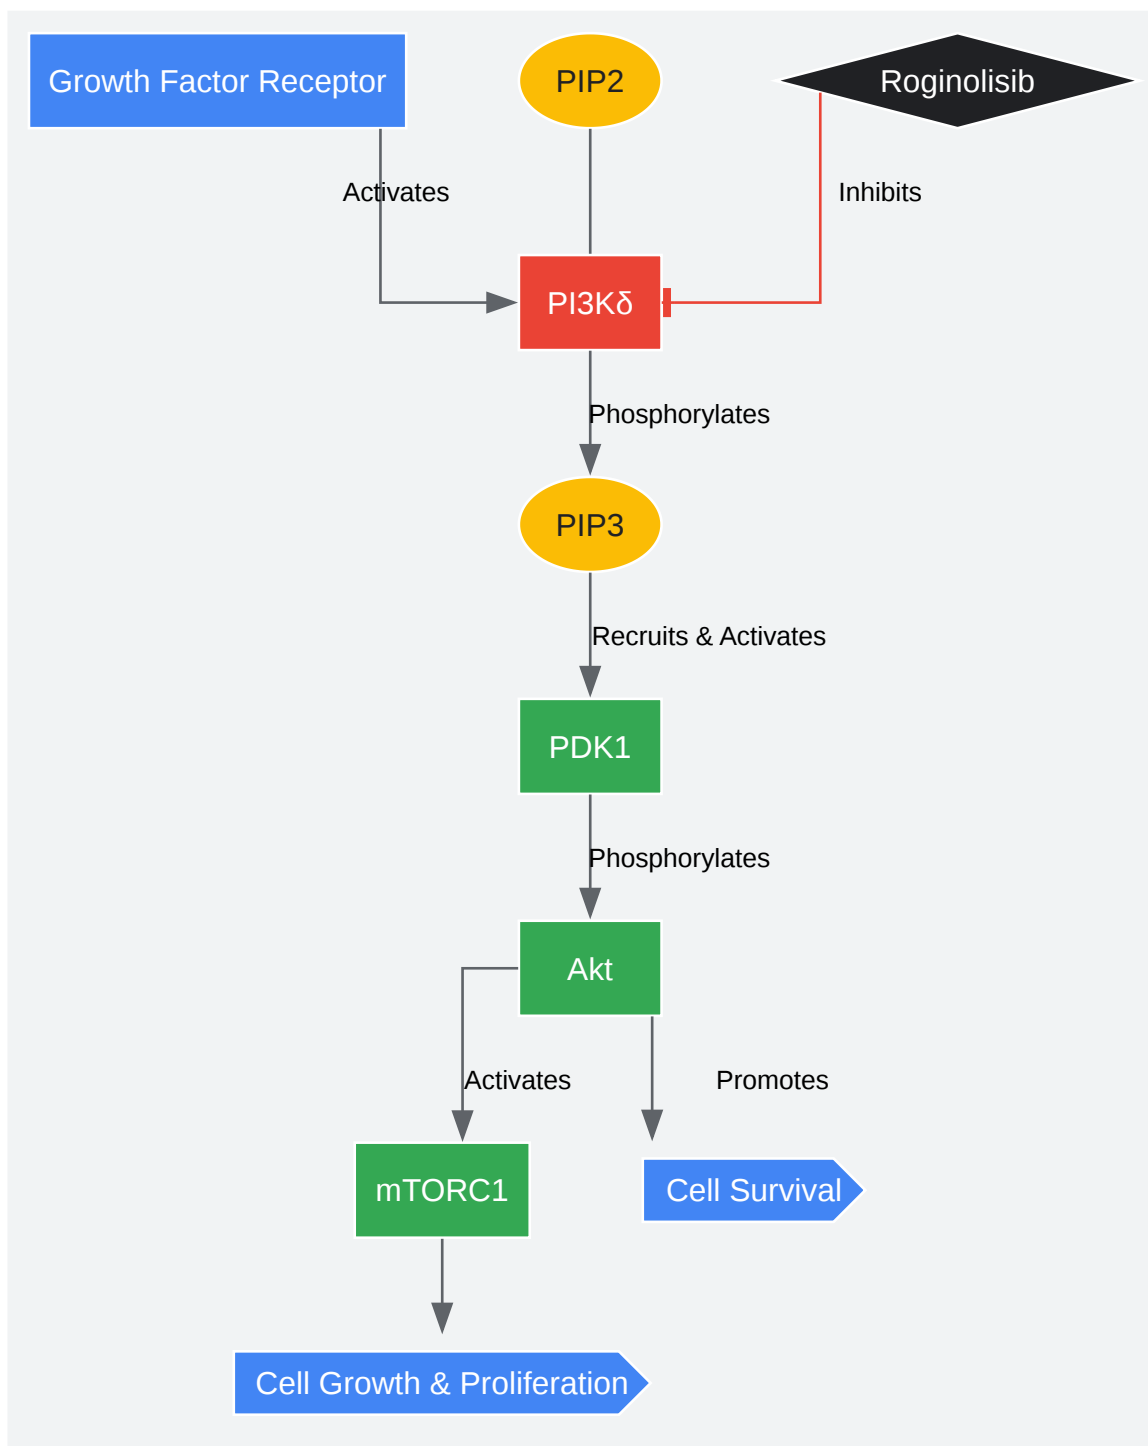 Growth Factor Receptor
PIP2
Roginolisib
Activates
Inhibits
PI3Kδ
Phosphorylates
PIP3
Recruits & Activates
PDK1
Phosphorylates
Akt
Activates
Promotes
mTORC1
Cell Survival
Cell Growth & Proliferation